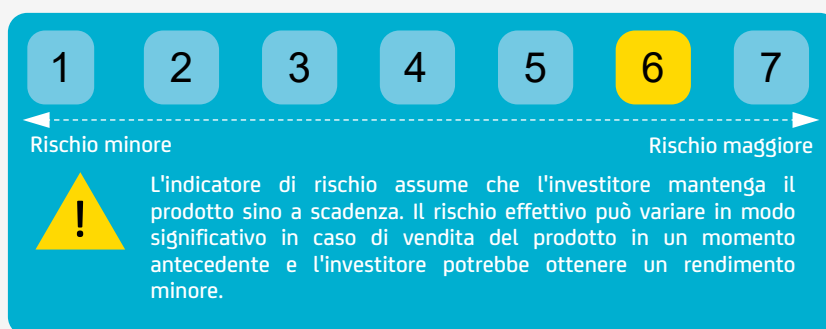 1 2 3 4 5 6 7
Rischio minore Rischio maggiore
L'indicatore di rischio assume che l'investitore mantenga il
prodotto sino a scadenza. Il rischio effettivo può variare in modo
significativo in caso di vendita del prodotto in un momento
antecedente e l'investitore potrebbe ottenere un rendimento
minore.
!